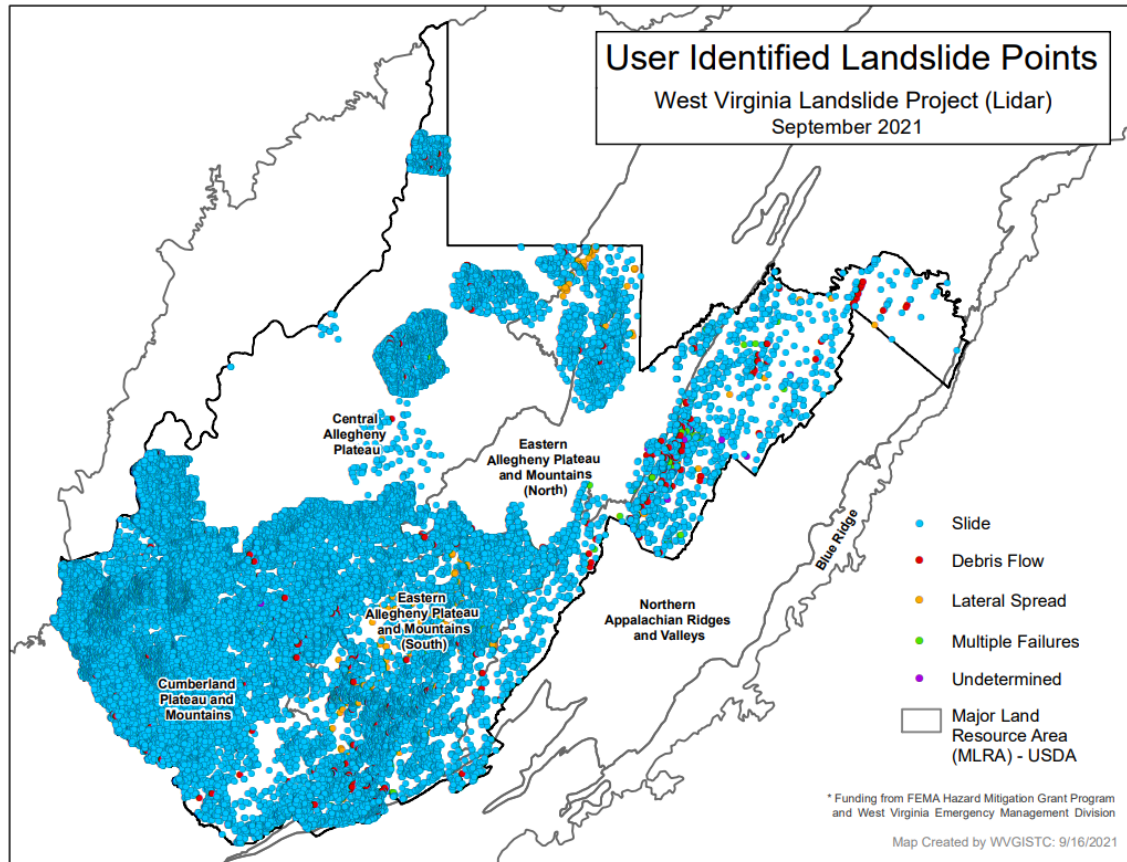 User Identified Landslide Points
West Virginia Landslide Project (Lidar)
September 2021
Central
Allegheny
Plateau
Eastern
Allegheny Plateau
and Mountains
(North)
Eastern
Allegheny Plateau
and Mountains
(South)
Cumberland
Plateau and
Mountains
Northern
Appalachian Ridges
and Valleys
Blue Ridge
Slide
Debris Flow
Lateral Spread
Multiple Failures
Undetermined
Major Land
Resource Area
(MLRA) - USDA
* Funding from FEMA Hazard Mitigation Grant Program
and West Virginia Emergency Management Division
Map Created by WVGISTC: 9/16/2021